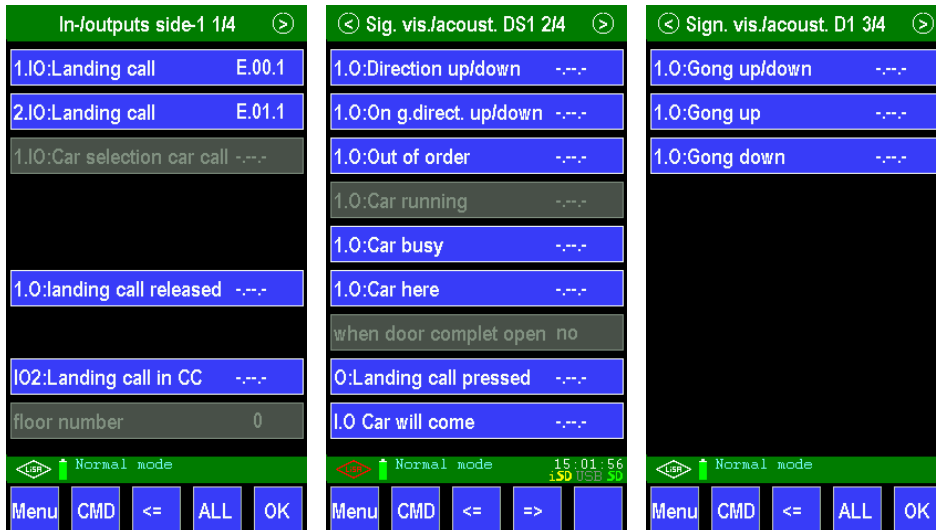 In-/outputs side-1 1/4 >
1.IO:Landing call E.00.1
2.IO:Landing call E.01.1
1.IO:Car selection car call -.--.-
1.O:landing call released -.--.-
IO2:Landing call in CC -.--.-
floor number 0
LiSA Normal mode
Menu CMD <= ALL OK
< Sig. vis./acoust. DS1 2/4 >
1.O:Direction up/down -.--.-
1.O:On g.direct. up/down -.--.-
1.O:Out of order -.--.-
1.O:Car running -.--.-
1.O:Car busy -.--.-
1.O:Car here -.--.-
when door complet open no
O:Landing call pressed -.--.-
I.O Car will come -.--.-
LiSA Normal mode 15:01:56
iSD USB SD
Menu CMD <= =>
< Sign. vis./acoust. D1 3/4 >
1.O:Gong up/down -.--.-
1.O:Gong up -.--.-
1.O:Gong down -.--.-
LiSA Normal mode
Menu CMD <= ALL OK